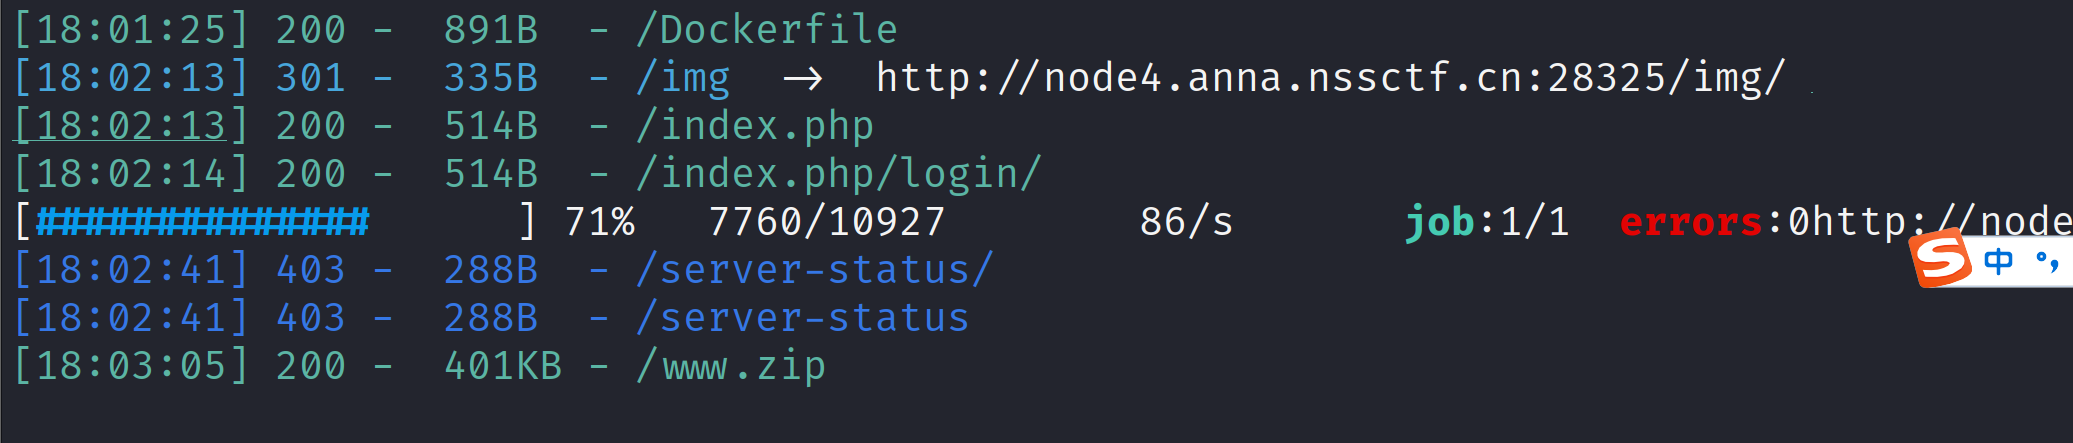 [18:01:25] 200 -  891B  - /Dockerfile
[18:02:13] 301 -  335B  - /img  →  http://node4.anna.nssctf.cn:28325/img/
[18:02:13] 200 -  514B  - /index.php
[18:02:14] 200 -  514B  - /index.php/login/
[##############      ] 71%   7760/10927        86/s       job:1/1  errors:0http://node
[18:02:41] 403 -  288B  - /server-status/
[18:02:41] 403 -  288B  - /server-status
[18:03:05] 200 -  401KB - /www.zip
S 中 °,